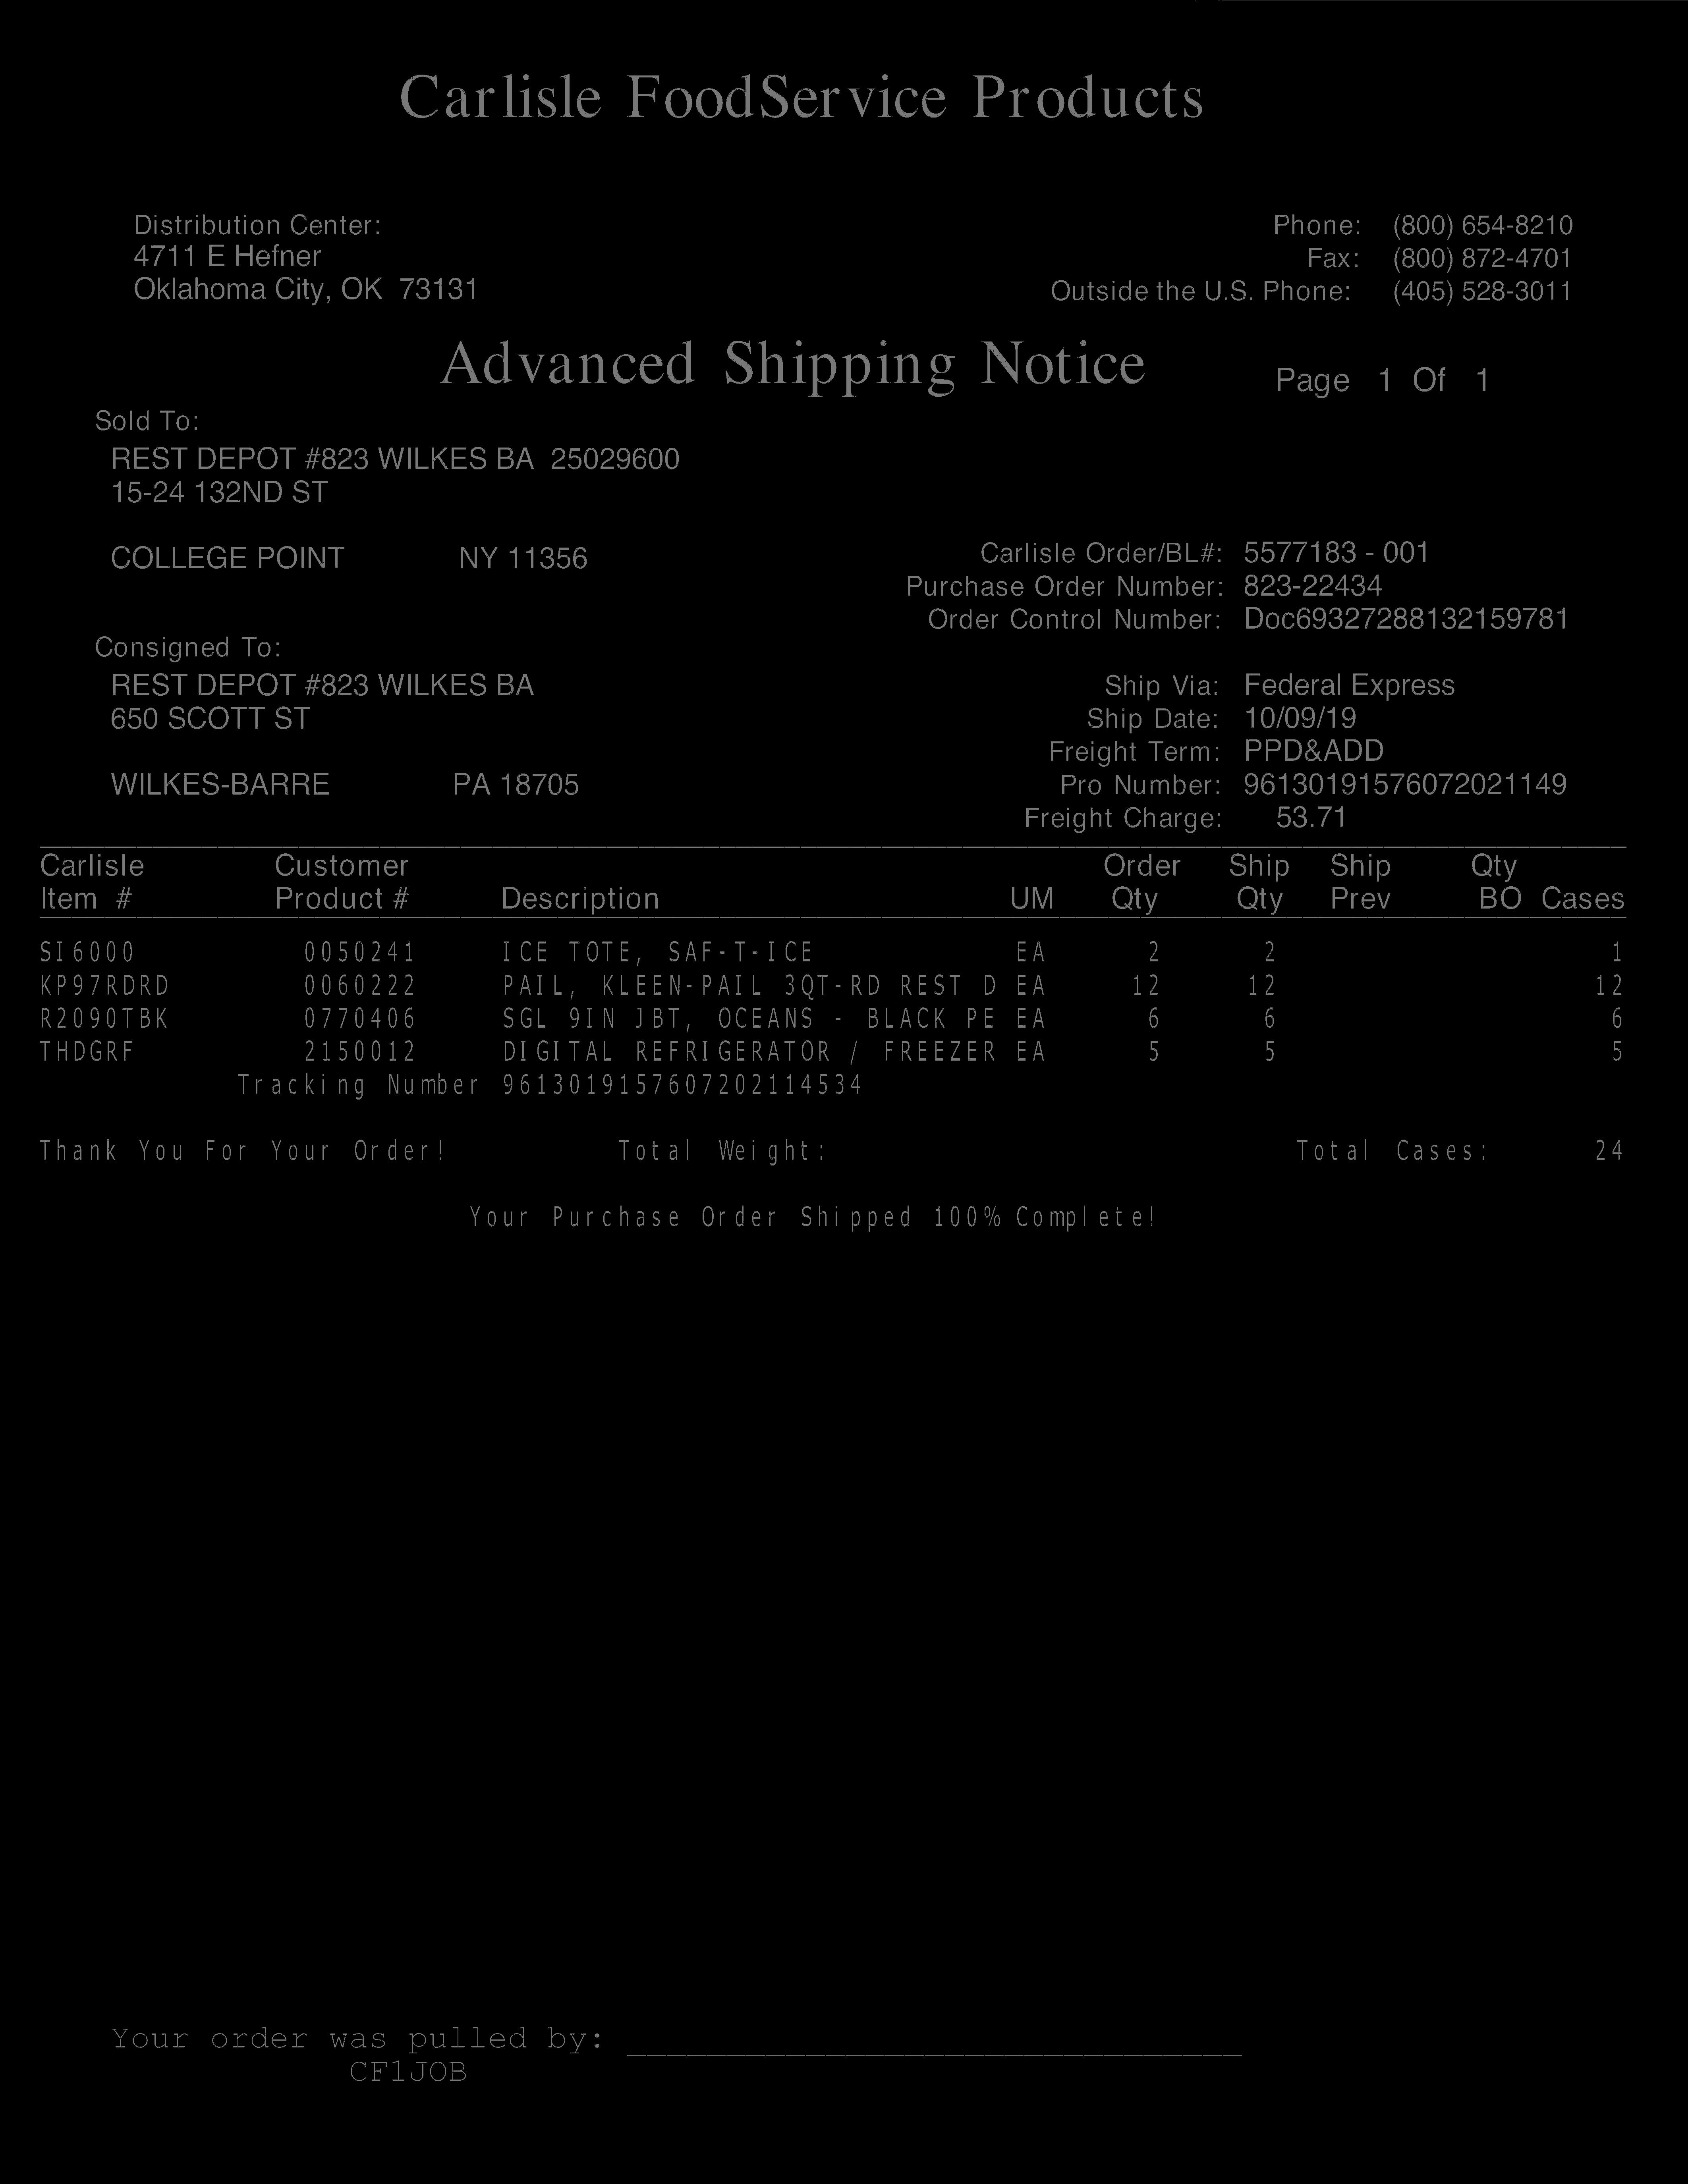 Carlisle FoodService Products
Distribution Center:
4711 E Hefner
Oklahoma City, OK 73131
Phone: (800) 654-8210
Fax: (800) 872-4701
Outside the U.S. Phone: (405) 528-3011
Advanced Shipping Notice Page 1 Of 1
Sold To:
REST DEPOT #823 WILKES BA 25029600
15-24 132ND ST
COLLEGE POINT NY 11356
Carlisle Order/BL#: 5577183 - 001
Purchase Order Number: 823-22434
Order Control Number: Doc69327288132159781
Consigned To:
REST DEPOT #823 WILKES BA
650 SCOTT ST
WILKES-BARRE PA 18705
Ship Via: Federal Express
Ship Date: 10/09/19
Freight Term: PPD&ADD
Pro Number: 96130191576072021149
Freight Charge: 53.71
Carlisle Customer Order Ship Ship Qty
Item # Product # Description UM Qty Qty Prev BO Cases
SI6000 0050241 ICE TOTE, SAF-T-ICE EA 2 2 1
KP97RDRD 0060222 PAIL, KLEEN-PAIL 3QT-RD REST D EA 12 12 12
R2090TBK 0770406 SGL 9IN JBT, OCEANS - BLACK PE EA 6 6 6
THDGRF 2150012 DIGITAL REFRIGERATOR / FREEZER EA 5 5 5
Tracking Number 9613019157607202114534
Thank You For Your Order! Total Weight: Total Cases: 24
Your Purchase Order Shipped 100% Complete!
Your order was pulled by: _______________________________
CF1JOB